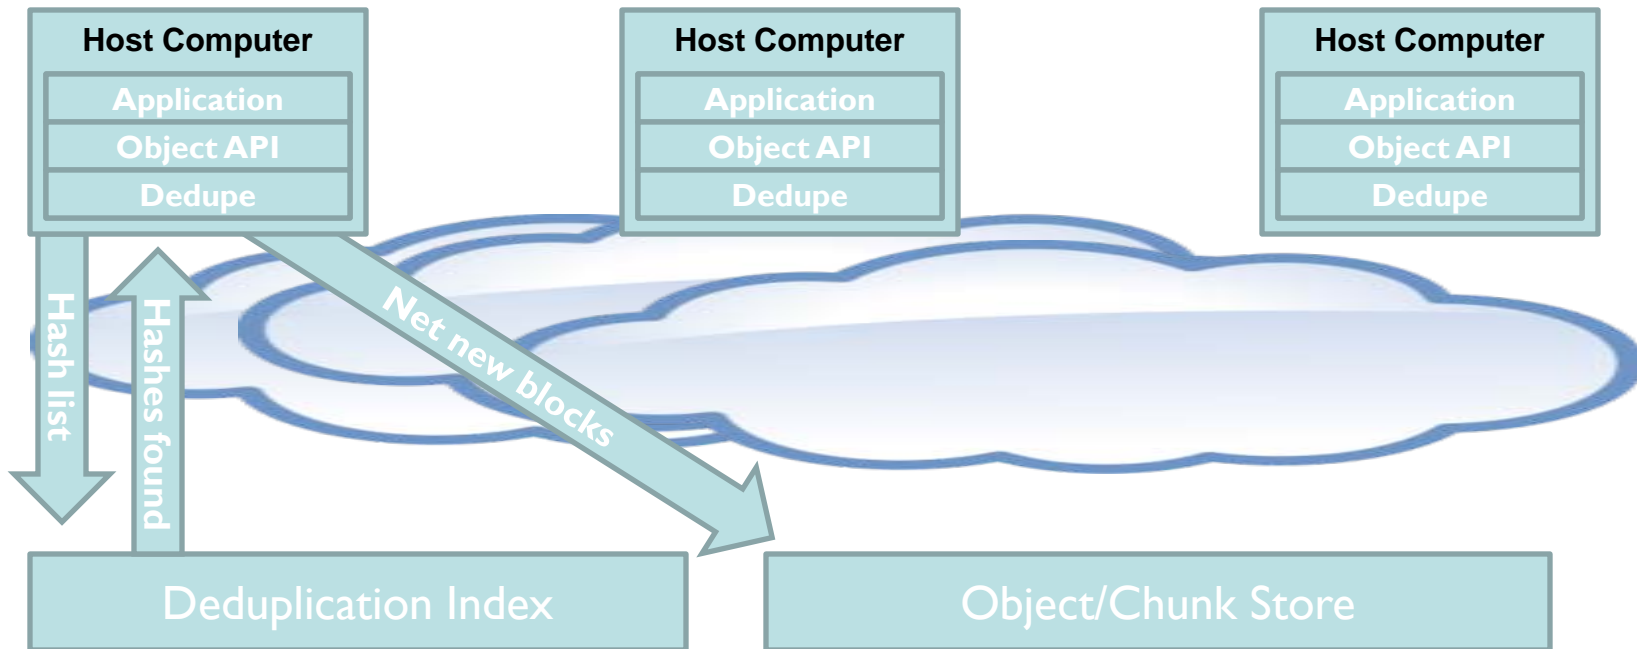 Host Computer
Application
Object API
Dedupe
Host Computer
Application
Object API
Dedupe
Host Computer
Application
Object API
Dedupe
Hash list
Hashes found
Net new blocks
Deduplication Index
Object/Chunk Store